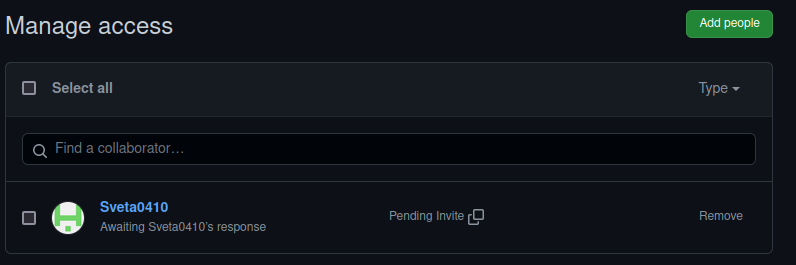 Manage access
Add people
Select all
Type
Find a collaborator...
Sveta0410
Awaiting Sveta0410's response
Pending Invite
Remove